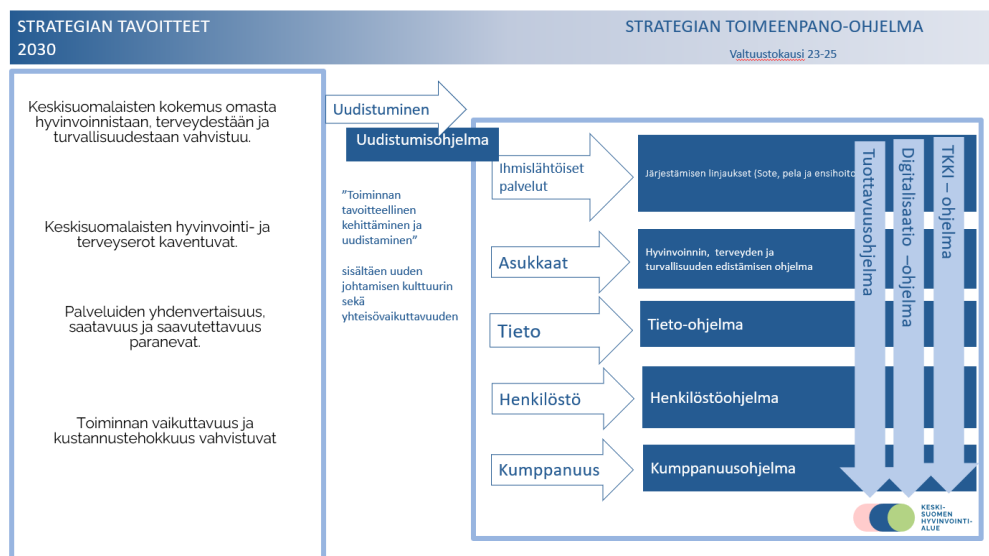 STRATEGIAN TAVOITTEET
2030
STRATEGIAN TOIMEENPANO-OHJELMA
Valtuustokausi 23-25
Keskisuomalaisten kokemus omasta
hyvinvoinnistaan, terveydestään ja
turvallisuudestaan vahvistuu.
Keskisuomalaisten hyvinvointi- ja
terveyserot kaventuvat.
Palveluiden yhdenvertaisuus,
saatavuus ja saavutettavuus
paranevat.
Toiminnan vaikuttavuus ja
kustannustehokkuus vahvistuvat
Uudistuminen
Uudistumisohjelma
”Toiminnan
tavoitteellinen
kehittäminen ja
uudistaminen”
sisältäen uuden
johtamisen kulttuurin
sekä
yhteisövaikuttavuuden
Ihmislähtöiset
palvelut
Järjestämisen linjaukset (Sote, pela ja
Asukkaat
Hyvinvoinnin, terveyden ja
turvallisuuden edistämisen ohjelma
Tieto
Tieto-ohjelma
Henkilöstö
Henkilöstöohjelma
Kumppanuus
Kumppanuusohjelma
Tuottavuusohjelma
Digitalisaatio –ohjelma
TKKI – ohjelma
KESKI-
SUOMEN
HYVINVOINTI-
ALUE